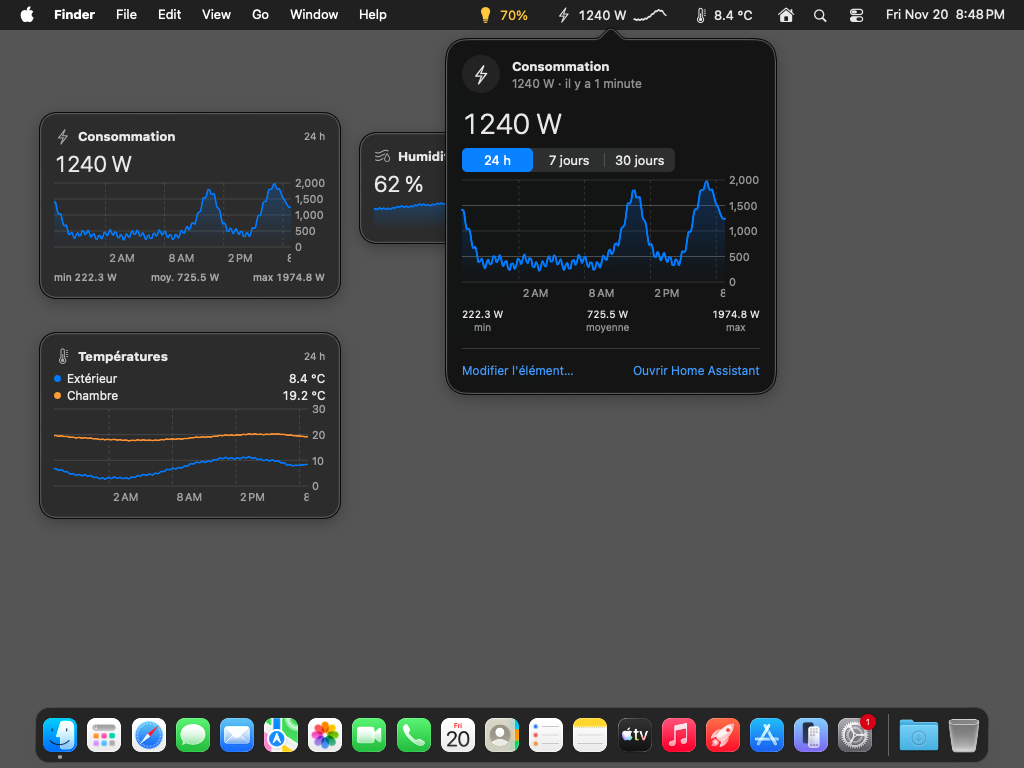 Finder File Edit View Go Window Help 70% 1240 W 8.4 °C Fri Nov 20 8:48 PM
Consommation 24 h
1240 W
2,000
1,500
1,000
500
0
2 AM 8 AM 2 PM
min 222.3 W moy. 725.5 W max 1974.8 W
Températures 24 h
Extérieur 8.4 °C
Chambre 19.2 °C
30
20
10
0
2 AM 8 AM 2 PM
62 %
Consommation
1240 W · il y a 1 minute
1240 W
24 h 7 jours 30 jours
2,000
1,500
1,000
500
0
2 AM 8 AM 2 PM
222.3 W 725.5 W 1974.8 W
min moyenne max
Modifier l'élément… Ouvrir Home Assistant
Fri
20
tv
1